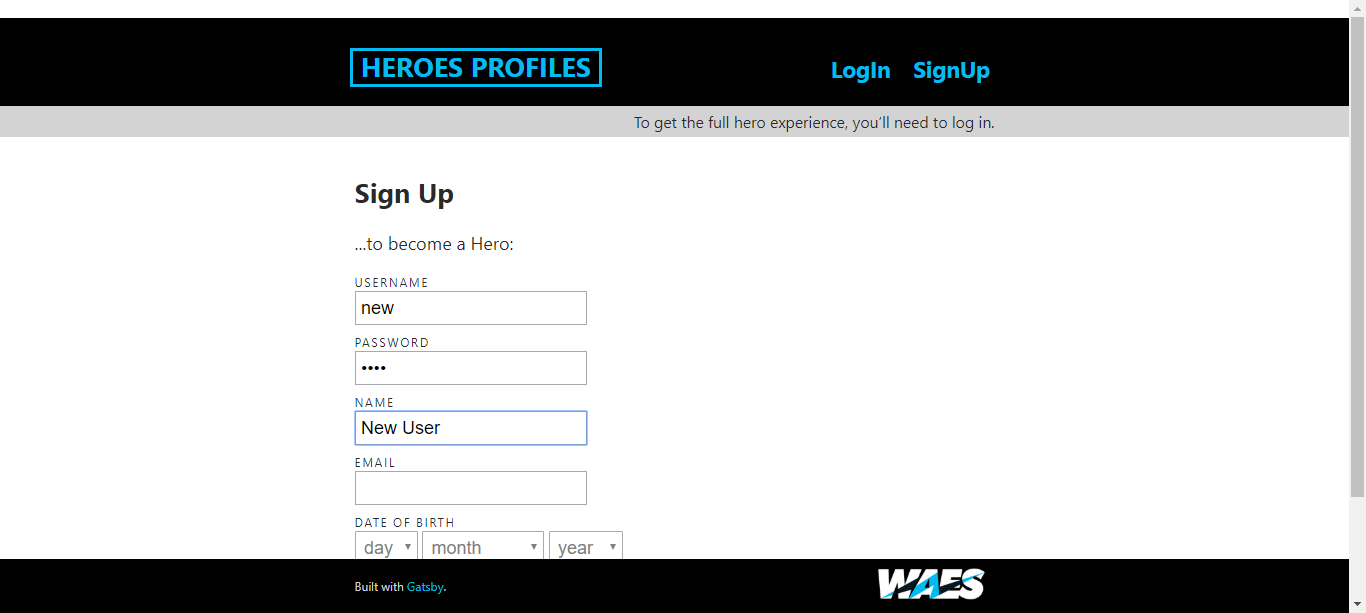 HEROES PROFILES
LogIn SignUp
To get the full hero experience, you'll need to log in.
Sign Up
...to become a Hero:
USERNAME
new
PASSWORD
••••
NAME
New User
EMAIL
DATE OF BIRTH
day month year
Built with Gatsby.
WAES